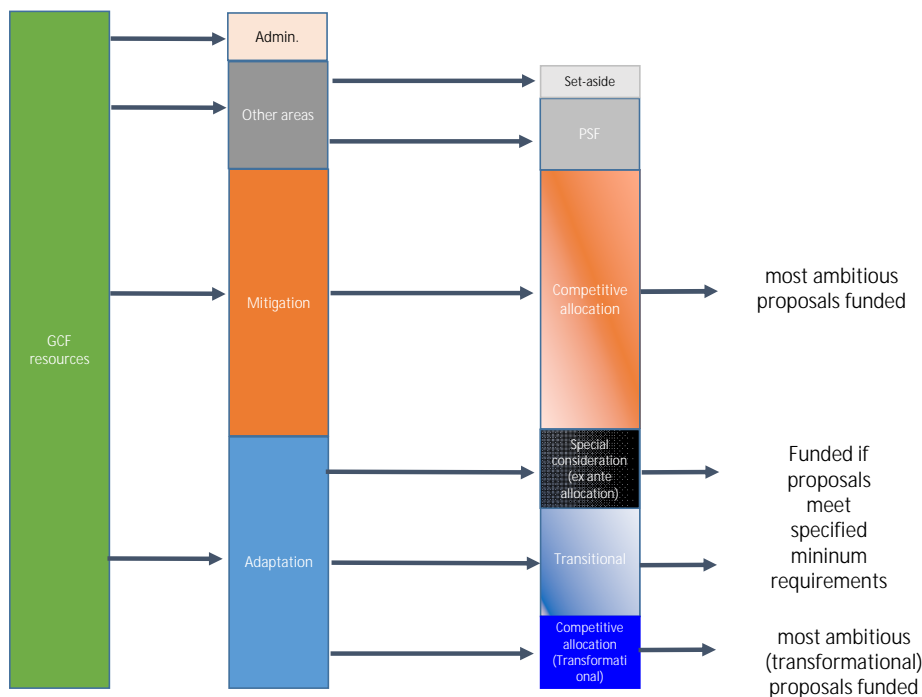 GCF
resources
Admin.
Other areas
Mitigation
Adaptation
Set-aside
PSF
Competitive
allocation
Special
consideration
(ex ante
allocation)
Transitional
Competitive
allocation
(Transformati
onal)
most ambitious
proposals funded
Funded if
proposals
meet
specified
mininum
requirements
most ambitious
(transformational)
proposals funded